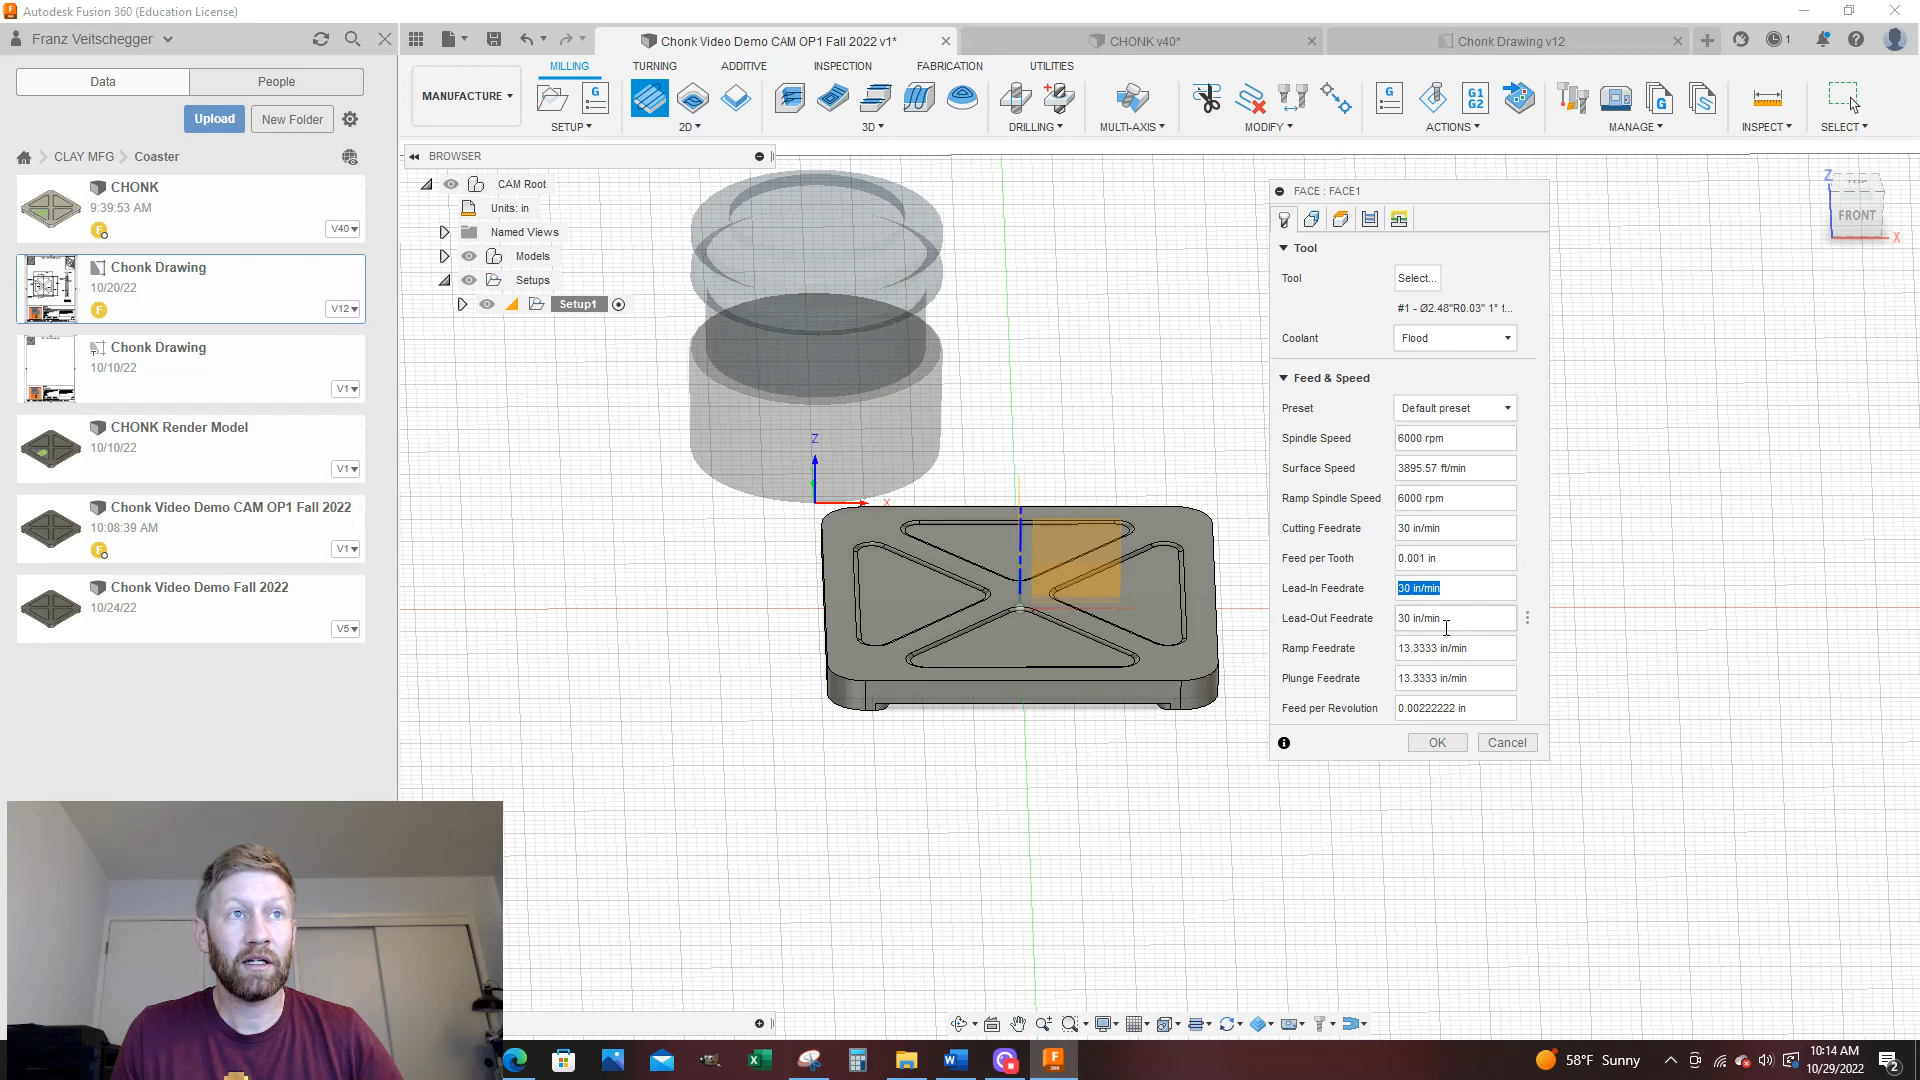 Autodesk Fusion 360 (Education License)
Franz Veitschegger
Chonk Video Demo CAM OP1 Fall 2022 v1*
CHONK v40*
Chonk Drawing v12
1
Data
People
Upload
New Folder
CLAY MFG
Coaster
CHONK
9:39:53 AM
V40
Chonk Drawing
10/20/22
V12
Chonk Drawing
10/10/22
V1
CHONK Render Model
10/10/22
V1
Chonk Video Demo CAM OP1 Fall 2022
10:08:39 AM
V1
Chonk Video Demo Fall 2022
10/24/22
V5
MILLING
TURNING
ADDITIVE
INSPECTION
FABRICATION
UTILITIES
MANUFACTURE
SETUP
2D
3D
DRILLING
MULTI-AXIS
MODIFY
ACTIONS
MANAGE
INSPECT
SELECT
BROWSER
CAM Root
Units: in
Named Views
Models
Setups
Setup1
Z
X
Z
TOP
FRONT
X
FACE : FACE1
Tool
Tool
Select...
#1 - Ø2.48"R0.03" 1° f...
Coolant
Flood
Feed & Speed
Preset
Default preset
Spindle Speed
6000 rpm
Surface Speed
3895.57 ft/min
Ramp Spindle Speed
6000 rpm
Cutting Feedrate
30 in/min
Feed per Tooth
0.001 in
Lead-In Feedrate
30 in/min
Lead-Out Feedrate
30 in/min
Ramp Feedrate
13.3333 in/min
Plunge Feedrate
13.3333 in/min
Feed per Revolution
0.00222222 in
OK
Cancel
58°F Sunny
10:14 AM
10/29/2022
2